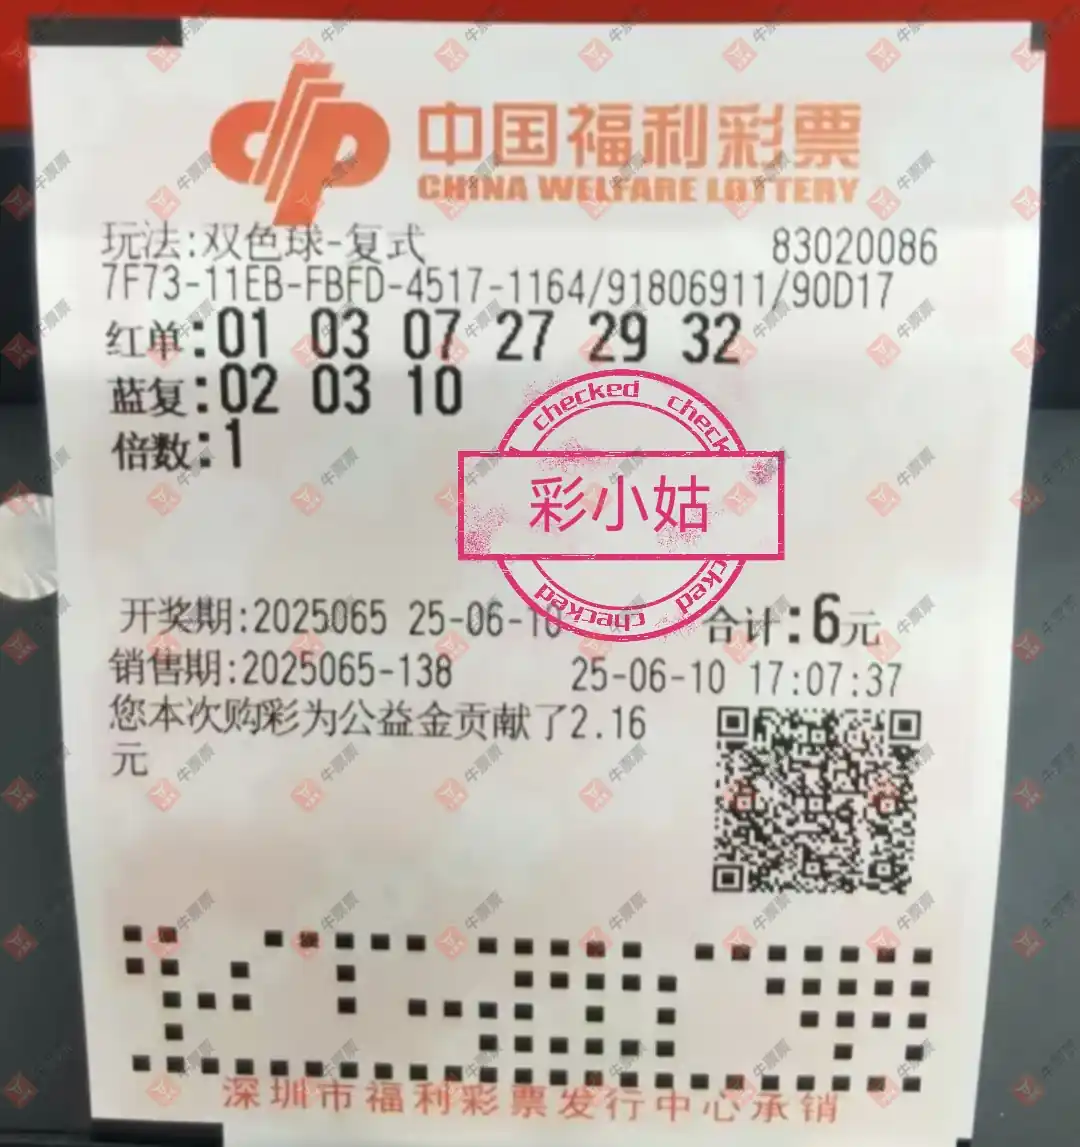 中国福利彩票
CHINA WELFARE LOTTERY
玩法:双色球-复式 83020086
7F73-11EB-FBFD-4517-1164/91806911/90D17
红单:01 03 07 27 29 32
蓝复:02 03 10
倍数:1
checked checked
彩小姑
checked checked checked
开奖期:2025065 25-06-10 合计:6元
销售期:2025065-138 25-06-10 17:07:37
您本次购彩为公益金贡献了2.16
元
深圳市福利彩票发行中心承销
牛票票